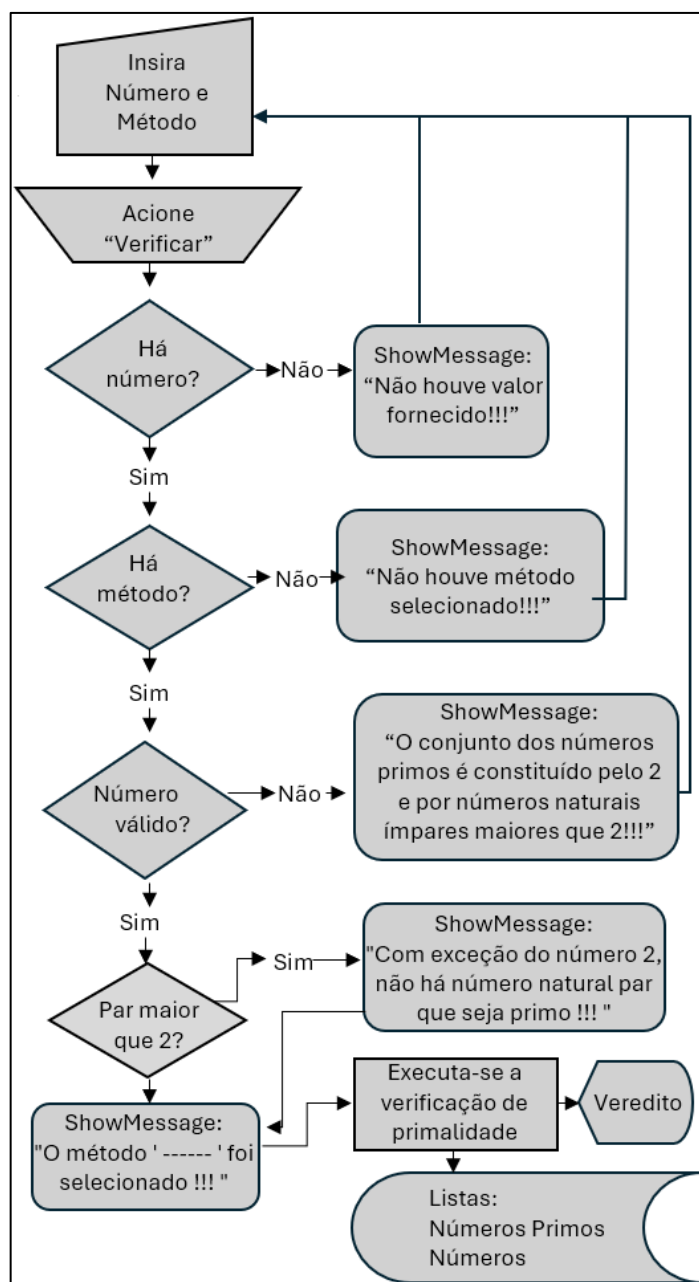 Insira
Número e
Método
Acione
“Verificar”
Há
número?
Não
ShowMessage:
“Não houve valor
fornecido!!!”
Sim
Há
método?
Não
ShowMessage:
“Não houve método
selecionado!!!”
Sim
Número
válido?
Não
ShowMessage:
“O conjunto dos números
primos é constituído pelo 2
e por números naturais
ímpares maiores que 2!!!”
Sim
Par maior
que 2?
Sim
ShowMessage:
"Com exceção do número 2,
não há número natural par
que seja primo !!! "
ShowMessage:
"O método ' ------ ' foi
selecionado !!! "
Executa-se a
verificação de
primalidade
Veredito
Listas:
Números Primos
Números